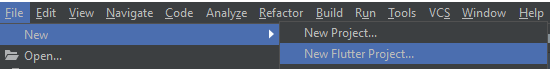 File Edit View Navigate Code Analyze Refactor Build Run Tools VCS Window Help
New New Project...
Open... New Flutter Project...